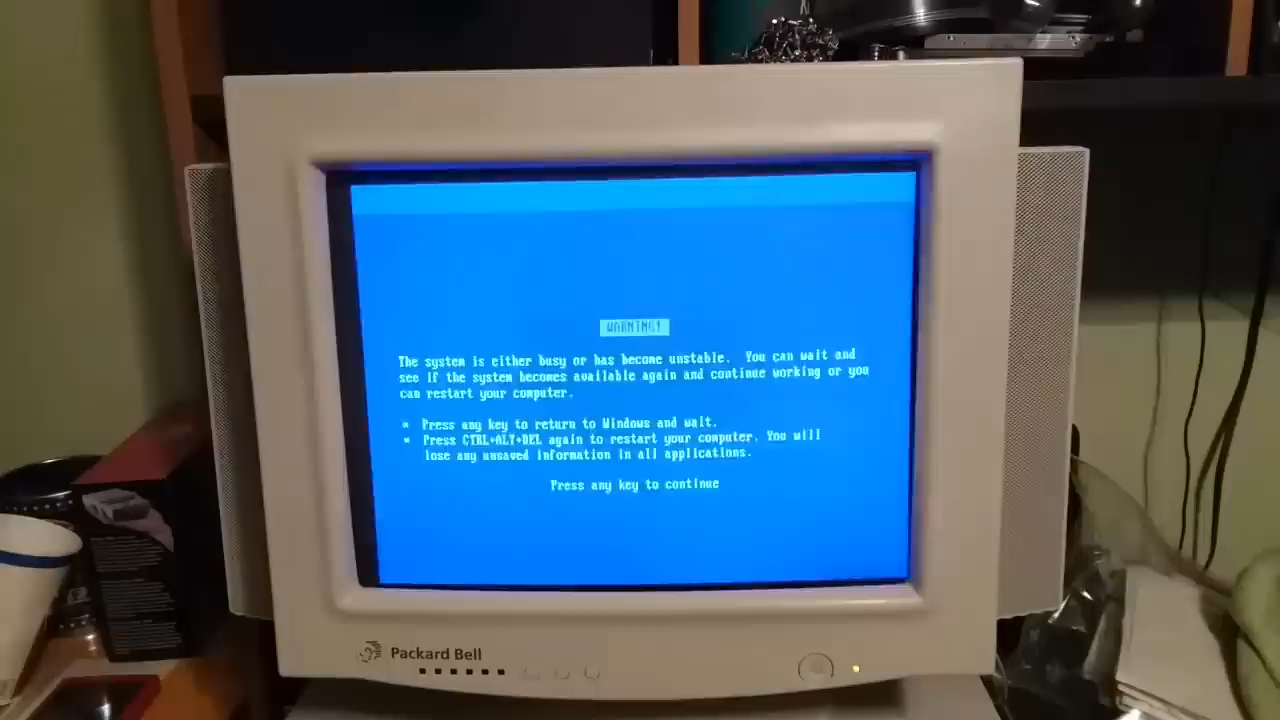 WARNING!
The system is either busy or has become unstable. You can wait and
see if the system becomes available again and continue working or you
can restart your computer.
* Press any key to return to Windows and wait.
* Press CTRL+ALT+DEL again to restart your computer. You will
lose any unsaved information in all applications.
Press any key to continue
Packard Bell